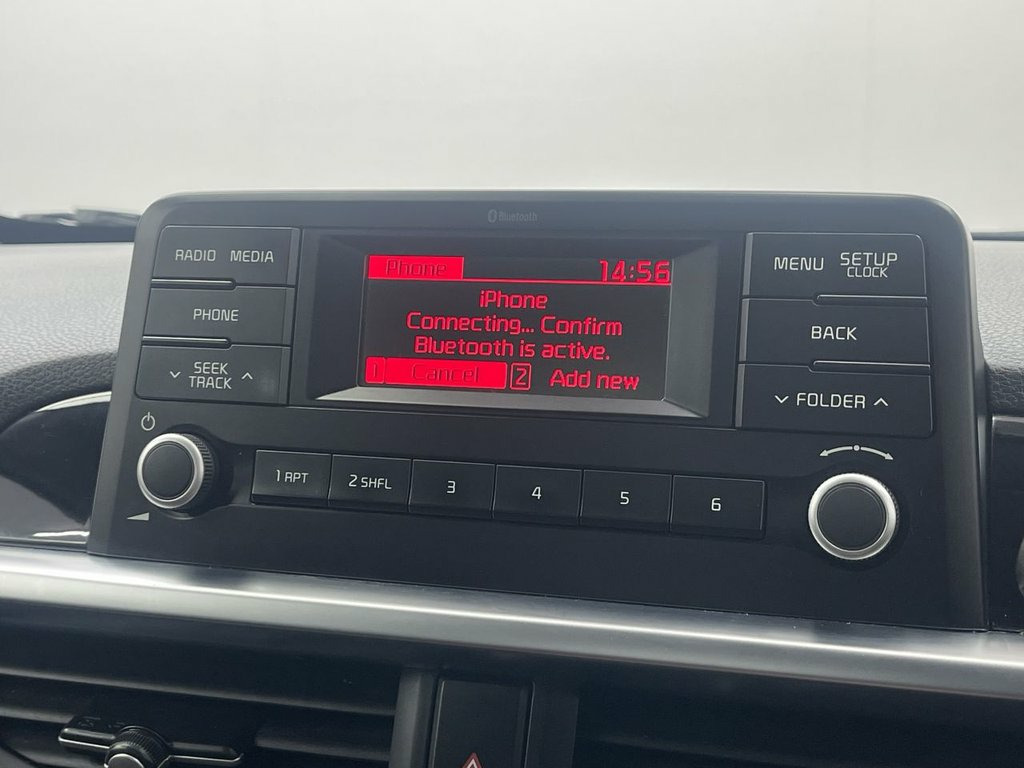 Bluetooth
RADIO MEDIA
PHONE
SEEK
TRACK
Phone 14:56
iPhone
Connecting... Confirm
Bluetooth is active.
1 Cancel 2 Add new
MENU SETUP
CLOCK
BACK
FOLDER
1 RPT 2 SHFL 3 4 5 6